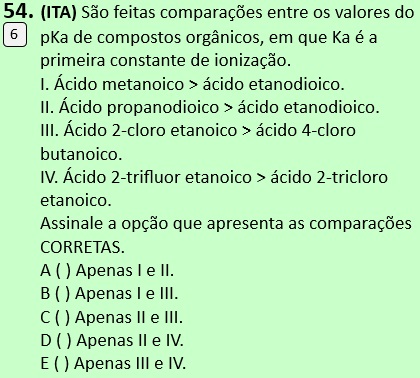 54. (ITA) São feitas comparações entre os valores do
6 pKa de compostos orgânicos, em que Ka é a
primeira constante de ionização.
I. Ácido metanoico > ácido etanodioico.
II. Ácido propanodioico > ácido etanodioico.
III. Ácido 2-cloro etanoico > ácido 4-cloro
butanoico.
IV. Ácido 2-trifluor etanoico > ácido 2-tricloro
etanoico.
Assinale a opção que apresenta as comparações
CORRETAS.
A ( ) Apenas I e II.
B ( ) Apenas I e III.
C ( ) Apenas II e III.
D ( ) Apenas II e IV.
E ( ) Apenas III e IV.